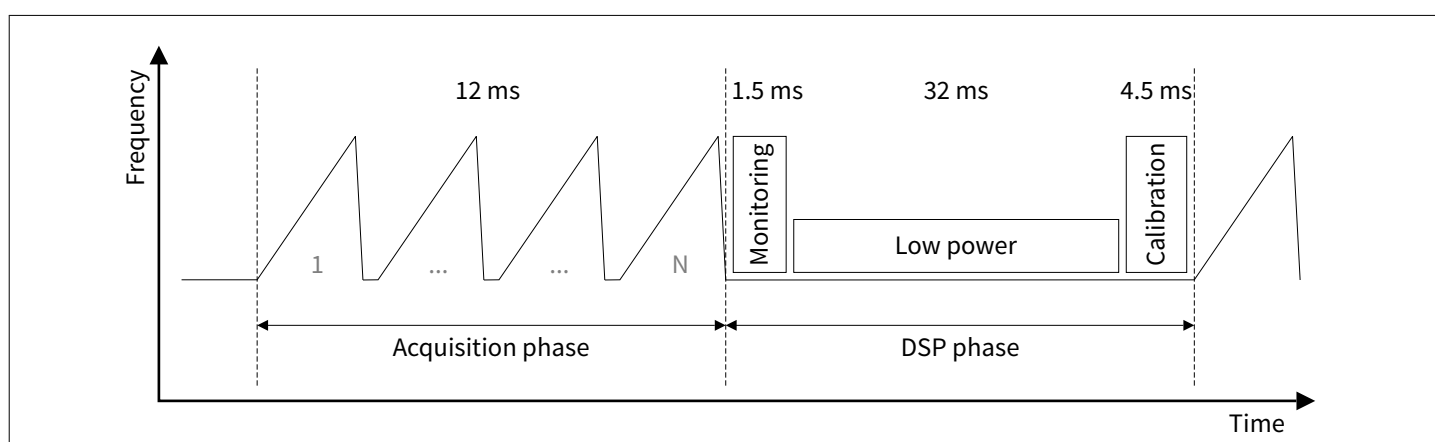 12 ms
1.5 ms
32 ms
4.5 ms
Frequency
Monitoring
Low power
Calibration
1
...
...
N
Acquisition phase
DSP phase
Time